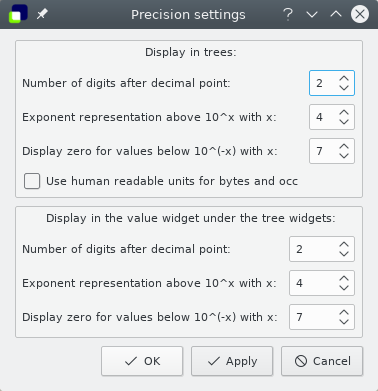 Precision settings
Display in trees:
Number of digits after decimal point: 2
Exponent representation above 10^x with x: 4
Display zero for values below 10^(-x) with x: 7
Use human readable units for bytes and occ
Display in the value widget under the tree widgets:
Number of digits after decimal point: 2
Exponent representation above 10^x with x: 4
Display zero for values below 10^(-x) with x: 7
OK Apply Cancel